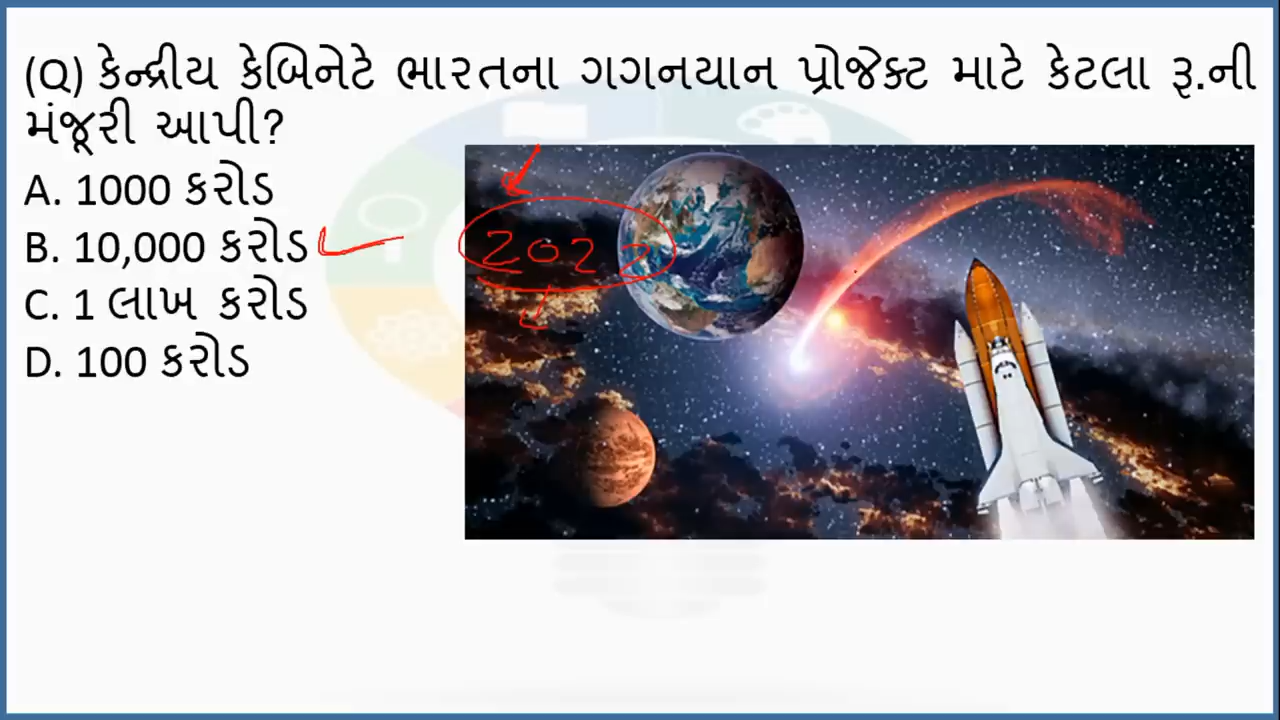 (Q) કેન્દ્રીય કેબિનેટે ભારતના ગગનયાન પ્રોજેક્ટ માટે કેટલા રૂ.ની
મંજૂરી આપી?
A. 1000 કરોડ
B. 10,000 કરોડ
2022
C. 1 લાખ કરોડ
D. 100 કરોડ